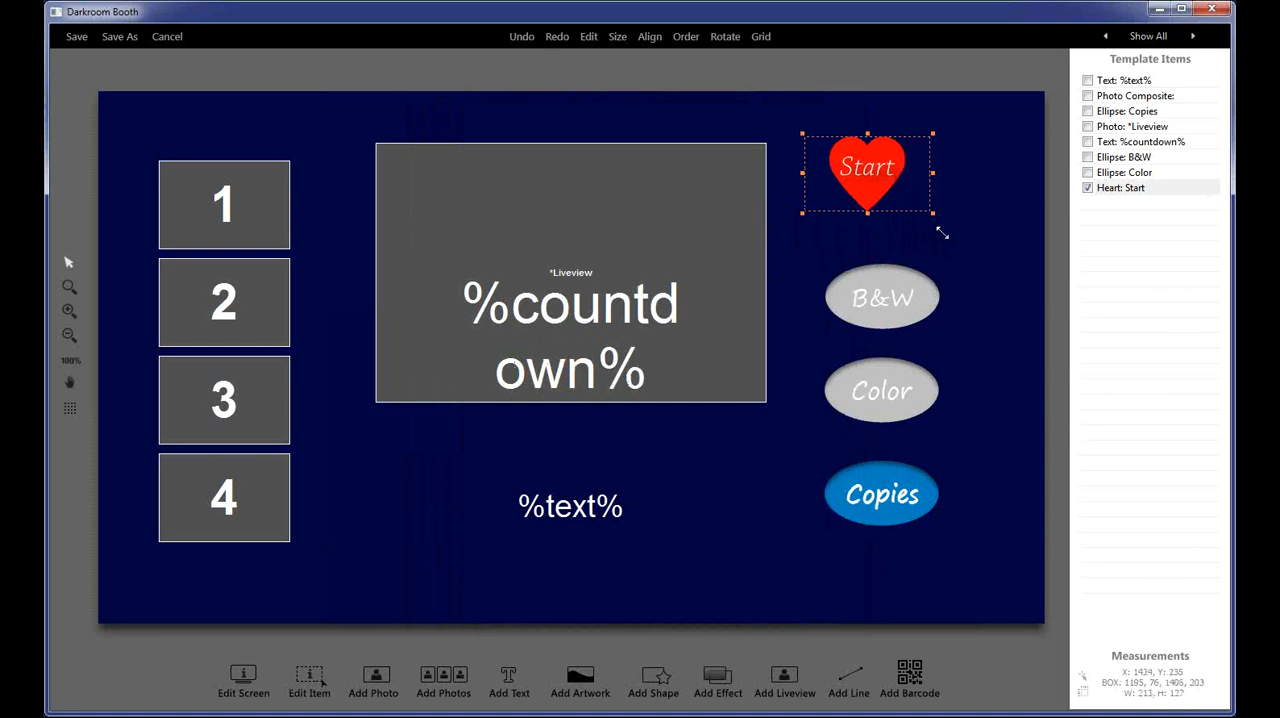 Darkroom Booth
Save Save As Cancel Undo Redo Edit Size Align Order Rotate Grid Show All
Template Items
Text: %text%
Photo Composite:
Ellipse: Copies
Photo: *Liveview
Text: %countdown%
Ellipse: B&W
Ellipse: Color
Heart: Start
1
2
3
4
*Liveview
%countd
own%
%text%
Start
B&W
Color
Copies
100%
Edit Screen Edit Item Add Photo Add Photos Add Text Add Artwork Add Shape Add Effect Add Liveview Add Line Add Barcode
Measurements
X: 1424, Y: 235
BOX: 1195, 76, 1408, 203
W: 213, H: 127